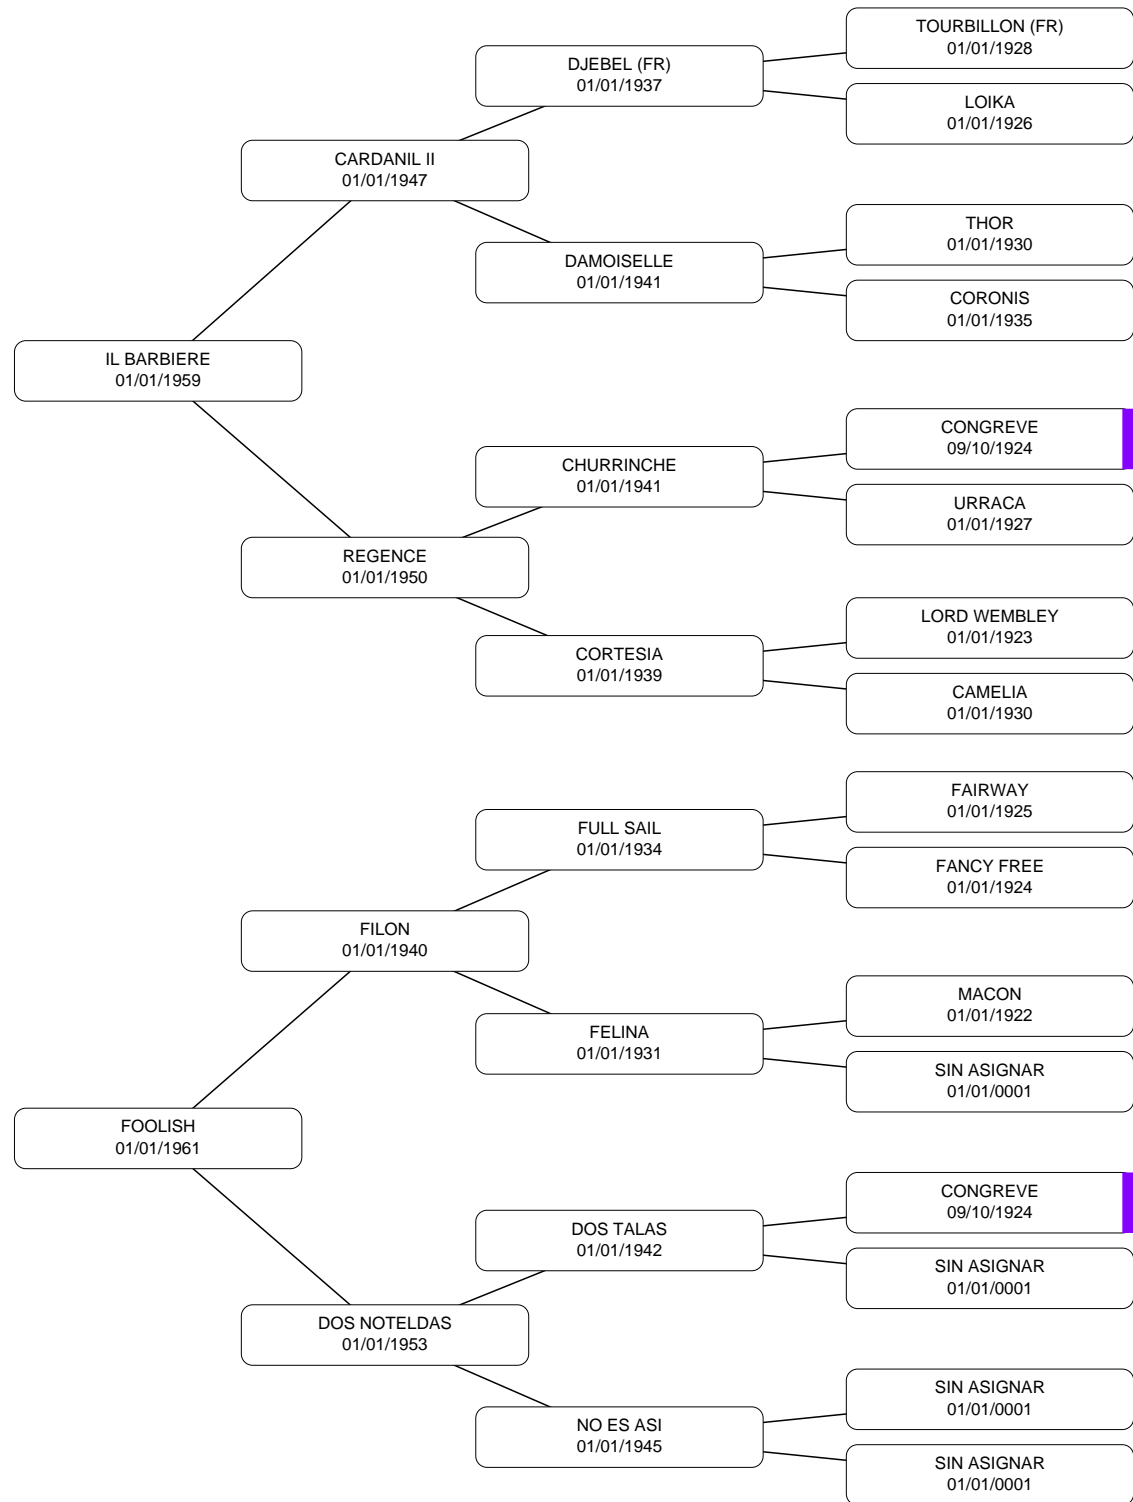 TOURBILLON (FR)
01/01/1928
DJEBEL (FR)
01/01/1937
LOIKA
01/01/1926
CARDANIL II
01/01/1947
THOR
01/01/1930
DAMOISELLE
01/01/1941
CORONIS
01/01/1935
IL BARBIERE
01/01/1959
CONGREVE
09/10/1924
CHURRINCHE
01/01/1941
URRACA
01/01/1927
REGENCE
01/01/1950
LORD WEMBLEY
01/01/1923
CORTESIA
01/01/1939
CAMELIA
01/01/1930
FAIRWAY
01/01/1925
FULL SAIL
01/01/1934
FANCY FREE
01/01/1924
FILON
01/01/1940
MACON
01/01/1922
FELINA
01/01/1931
SIN ASIGNAR
01/01/0001
FOOLISH
01/01/1961
CONGREVE
09/10/1924
DOS TALAS
01/01/1942
SIN ASIGNAR
01/01/0001
DOS NOTELDAS
01/01/1953
SIN ASIGNAR
01/01/0001
NO ES ASI
01/01/1945
SIN ASIGNAR
01/01/0001